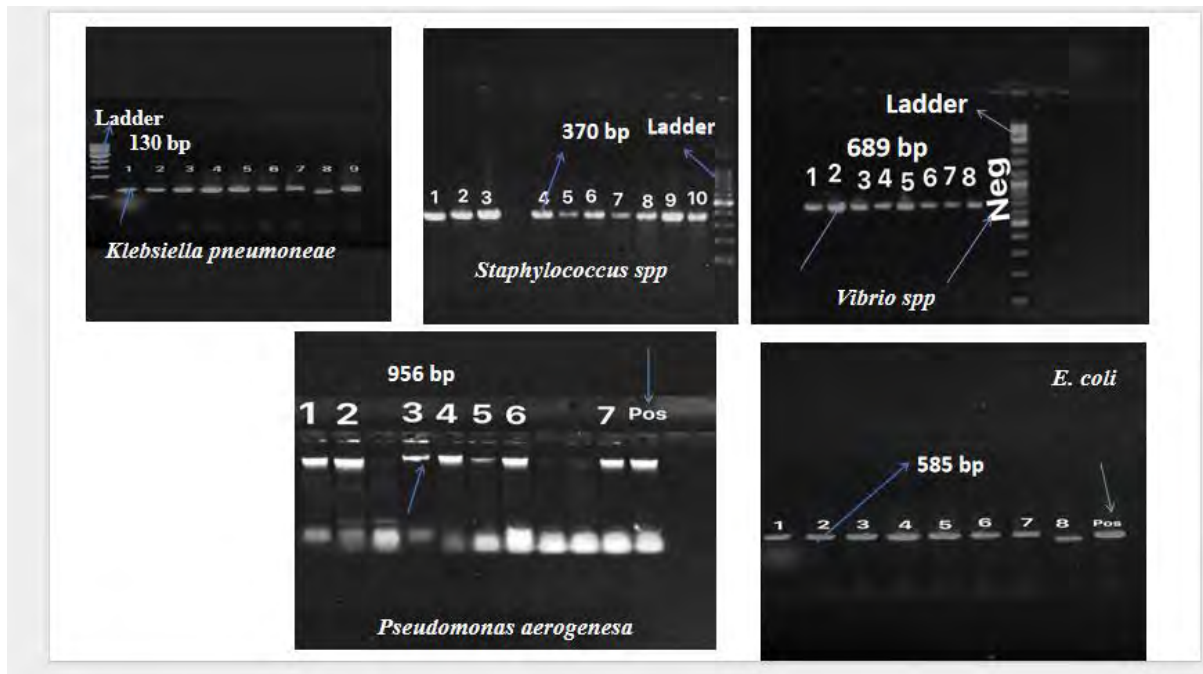 Ladder
130 bp
1 2 3 4 5 6 7 8 9
Klebsiella pneumoneae
370 bp Ladder
1 2 3 4 5 6 7 8 9 10
Staphylococcus spp
Ladder
689 bp
1 2 3 4 5 6 7 8 Neg
Vibrio spp
956 bp
1 2 3 4 5 6 7 Pos
Pseudomonas aerogenesa
E. coli
585 bp
1 2 3 4 5 6 7 8 Pos